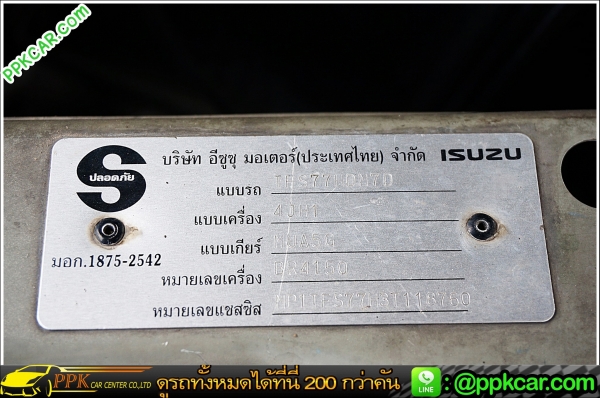 PPKCAR.COM
PPKCAR.COM
S
ปลอดภัย
มอก.1875-2542
บริษัท อีซูซุ มอเตอร์(ประเทศไทย) จำกัด ISUZU
แบบรถ
แบบเครื่อง
แบบเกียร์
หมายเลขเครื่อง
หมายเลขแชสซิส
PPK CAR CENTER CO.,LTD
ดูรถทั้งหมดได้ที่นี่ 200 กว่าคัน
LINE : @ppkcar.com